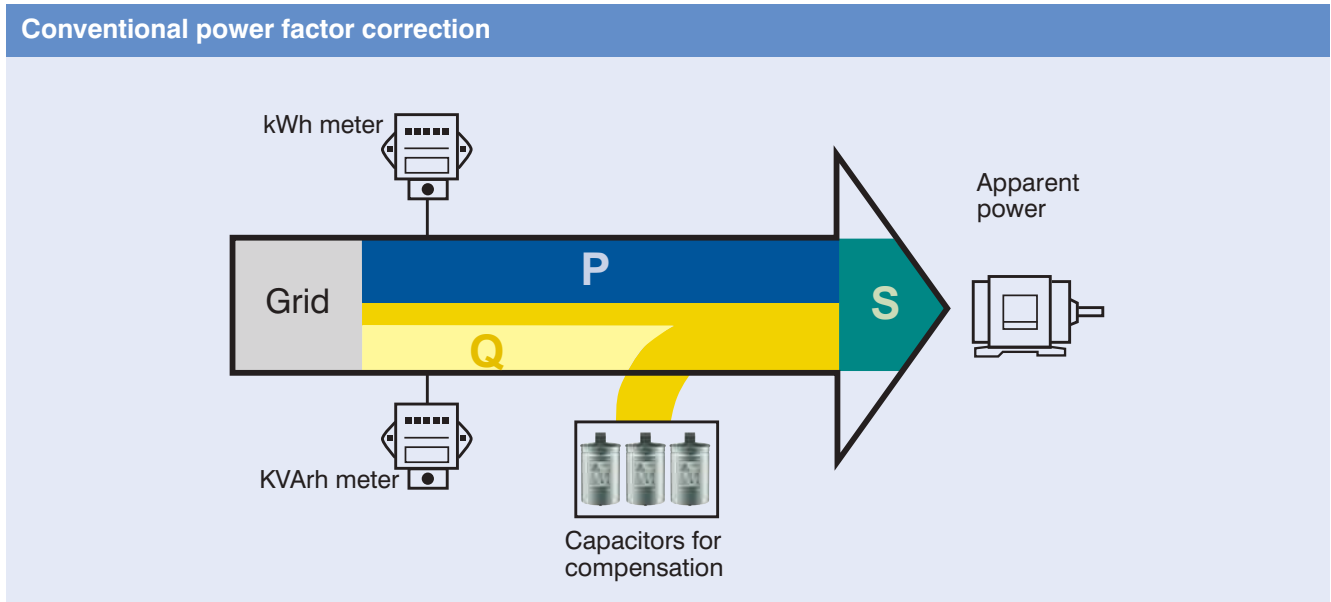 Conventional power factor correction
kWh meter
Apparent
power
P
Grid
S
Q
KVArh meter
Capacitors for
compensation